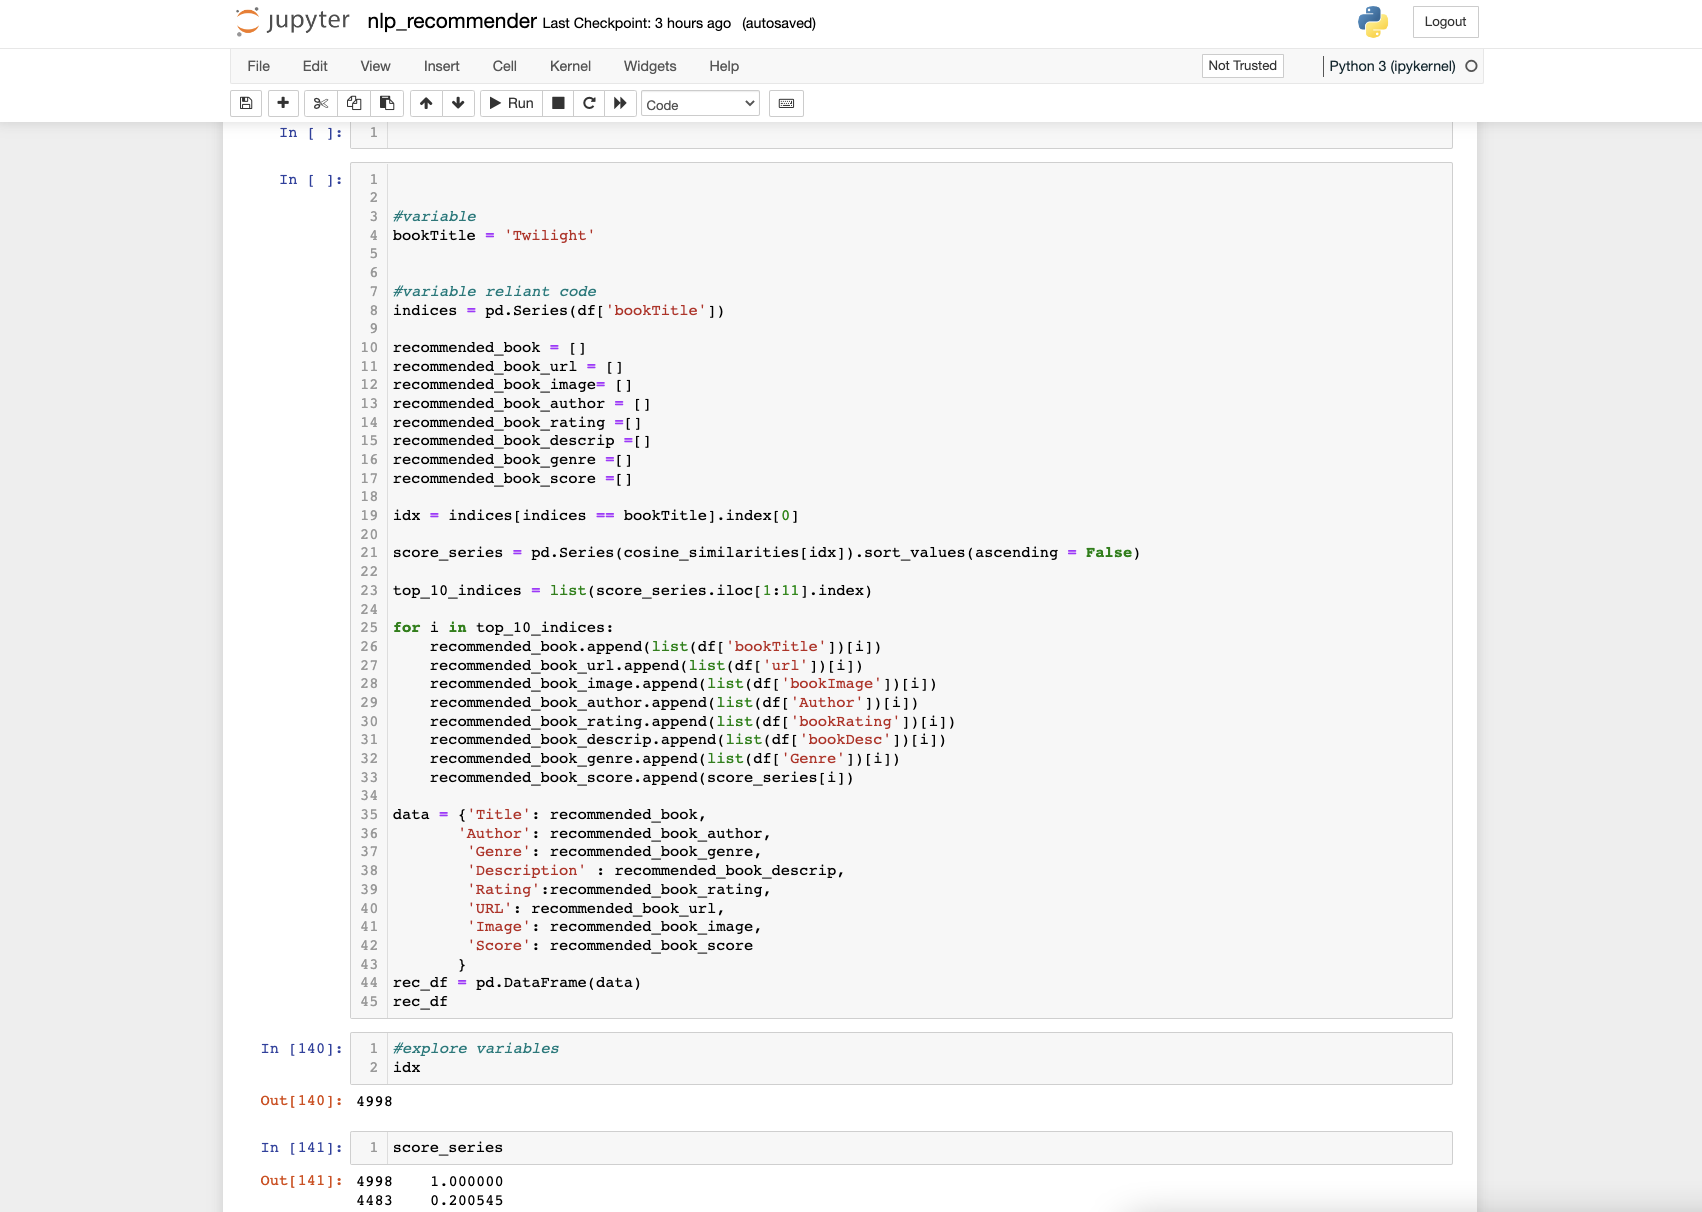 jupyter nlp_recommender Last Checkpoint: 3 hours ago (autosaved) Logout
File Edit View Insert Cell Kernel Widgets Help Not Trusted Python 3 (ipykernel)
Run Code
In [ ]: 1
In [ ]: 1
2
3 #variable
4 bookTitle = 'Twilight'
5
6
7 #variable reliant code
8 indices = pd.Series(df['bookTitle'])
9
10 recommended_book = []
11 recommended_book_url = []
12 recommended_book_image= []
13 recommended_book_author = []
14 recommended_book_rating =[]
15 recommended_book_descrip =[]
16 recommended_book_genre =[]
17 recommended_book_score =[]
18
19 idx = indices[indices == bookTitle].index[0]
20
21 score_series = pd.Series(cosine_similarities[idx]).sort_values(ascending = False)
22
23 top_10_indices = list(score_series.iloc[1:11].index)
24
25 for i in top_10_indices:
26     recommended_book.append(list(df['bookTitle'])[i])
27     recommended_book_url.append(list(df['url'])[i])
28     recommended_book_image.append(list(df['bookImage'])[i])
29     recommended_book_author.append(list(df['Author'])[i])
30     recommended_book_rating.append(list(df['bookRating'])[i])
31     recommended_book_descrip.append(list(df['bookDesc'])[i])
32     recommended_book_genre.append(list(df['Genre'])[i])
33     recommended_book_score.append(score_series[i])
34
35 data = {'Title': recommended_book,
36        'Author': recommended_book_author,
37         'Genre': recommended_book_genre,
38         'Description' : recommended_book_descrip,
39         'Rating':recommended_book_rating,
40         'URL': recommended_book_url,
41         'Image': recommended_book_image,
42         'Score': recommended_book_score
43        }
44 rec_df = pd.DataFrame(data)
45 rec_df
In [140]: 1 #explore variables
2 idx
Out[140]: 4998
In [141]: 1 score_series
Out[141]: 4998    1.000000
4483    0.200545